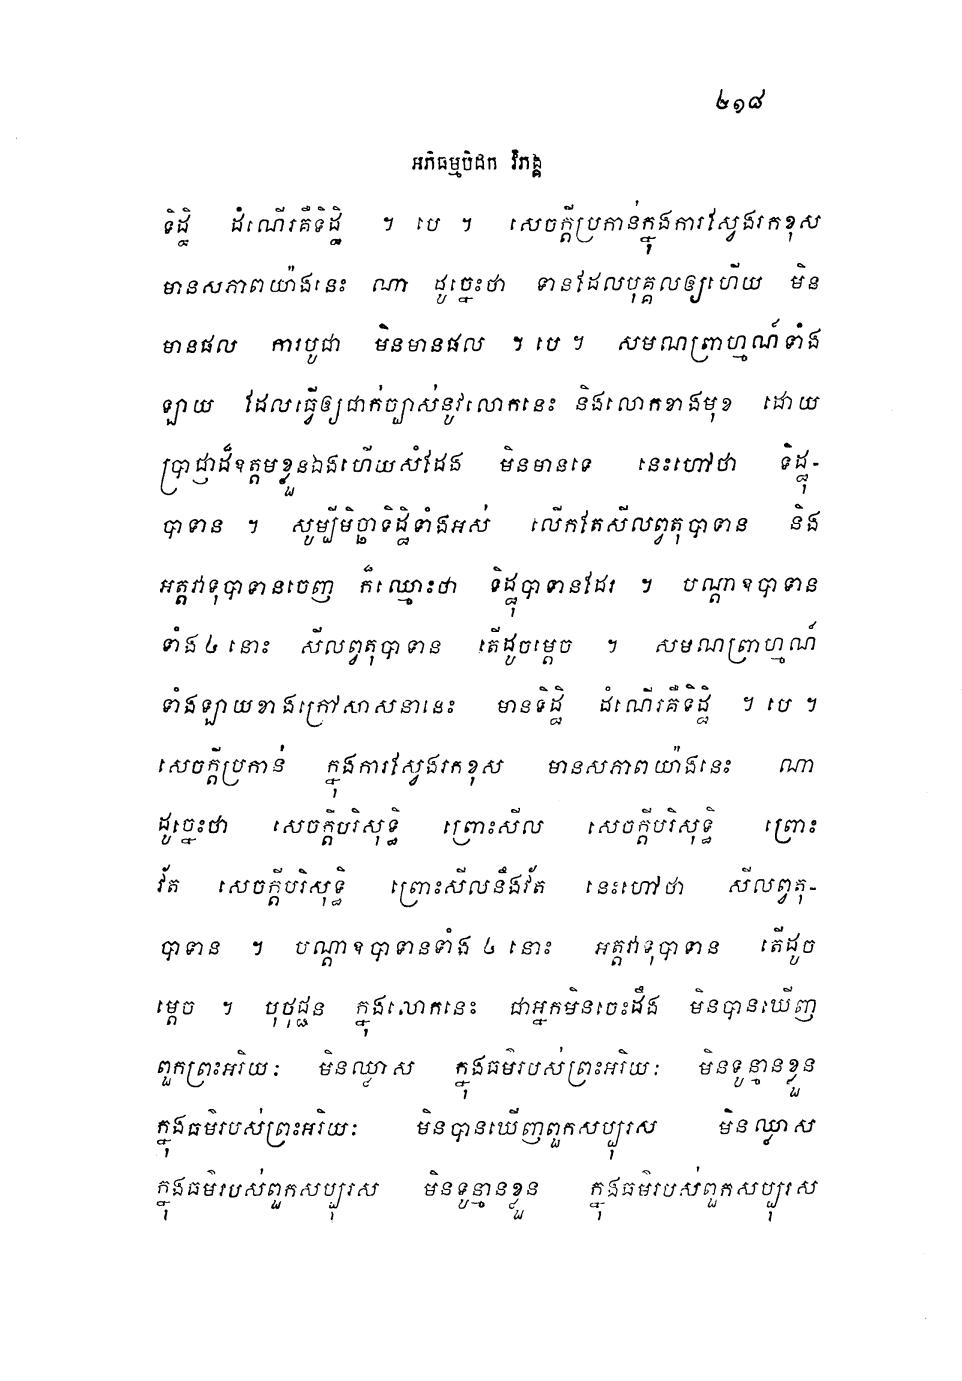 ២១៨
អភិធម្មបិដក វិភង្គ
ទិដ្ឋិ ដំណើរគឺទិដ្ឋិ ។ បេ ។ សេចក្តីប្រកាន់ក្នុងការស្វែងរកខុស
មានសភាពយ៉ាងនេះ ណា ដូច្នេះថា ទានដែលបុគ្គលឲ្យហើយ មិន
មានផល ការបូជា មិនមានផល ។ បេ ។ សមណព្រាហ្មណ៍ទាំង
ឡាយ ដែលធ្វើឲ្យជាក់ច្បាស់នូវលោកនេះ និងលោកខាងមុខ ដោយ
ប្រាជ្ញាដ៏ឧត្តមខ្លួនឯងហើយសំដែង មិនមានទេ នេះហៅថា ទិដ្ឋុ-
បាទាន ។ សូម្បីមិច្ឆាទិដ្ឋិទាំងអស់ លើកតែសីលព្វតុបាទាន និង
អត្តវាទុបាទានចេញ ក៏ឈ្មោះថា ទិដ្ឋុបាទានដែរ ។ បណ្តាឧបាទាន
ទាំង ៤ នោះ សីលព្វតុបាទាន តើដូចម្តេច ។ សមណព្រាហ្មណ៍
ទាំងឡាយខាងក្រៅសាសនានេះ មានទិដ្ឋិ ដំណើរគឺទិដ្ឋិ ។ បេ ។
សេចក្តីប្រកាន់ ក្នុងការស្វែងរកខុស មានសភាពយ៉ាងនេះ ណា
ដូច្នេះថា សេចក្តីបរិសុទ្ធិ ព្រោះសីល សេចក្តីបរិសុទ្ធិ ព្រោះ
វ័ត សេចក្តីបរិសុទ្ធិ ព្រោះសីលនឹងវ័ត នេះហៅថា សីលព្វតុ-
បាទាន ។ បណ្តាឧបាទានទាំង ៤ នោះ អត្តវាទុបាទាន តើដូច
ម្តេច ។ បុថុជ្ជន ក្នុងលោកនេះ ជាអ្នកមិនចេះដឹង មិនបានឃើញ
ពួកព្រះអរិយៈ មិនឈ្លាស ក្នុងធម៌របស់ព្រះអរិយៈ មិនទូន្មានខ្លួន
ក្នុងធម៌របស់ព្រះអរិយៈ មិនបានឃើញពួកសប្បុរស មិនឈ្លាស
ក្នុងធម៌របស់ពួកសប្បុរស មិនទូន្មានខ្លួន ក្នុងធម៌របស់ពួកសប្បុរស